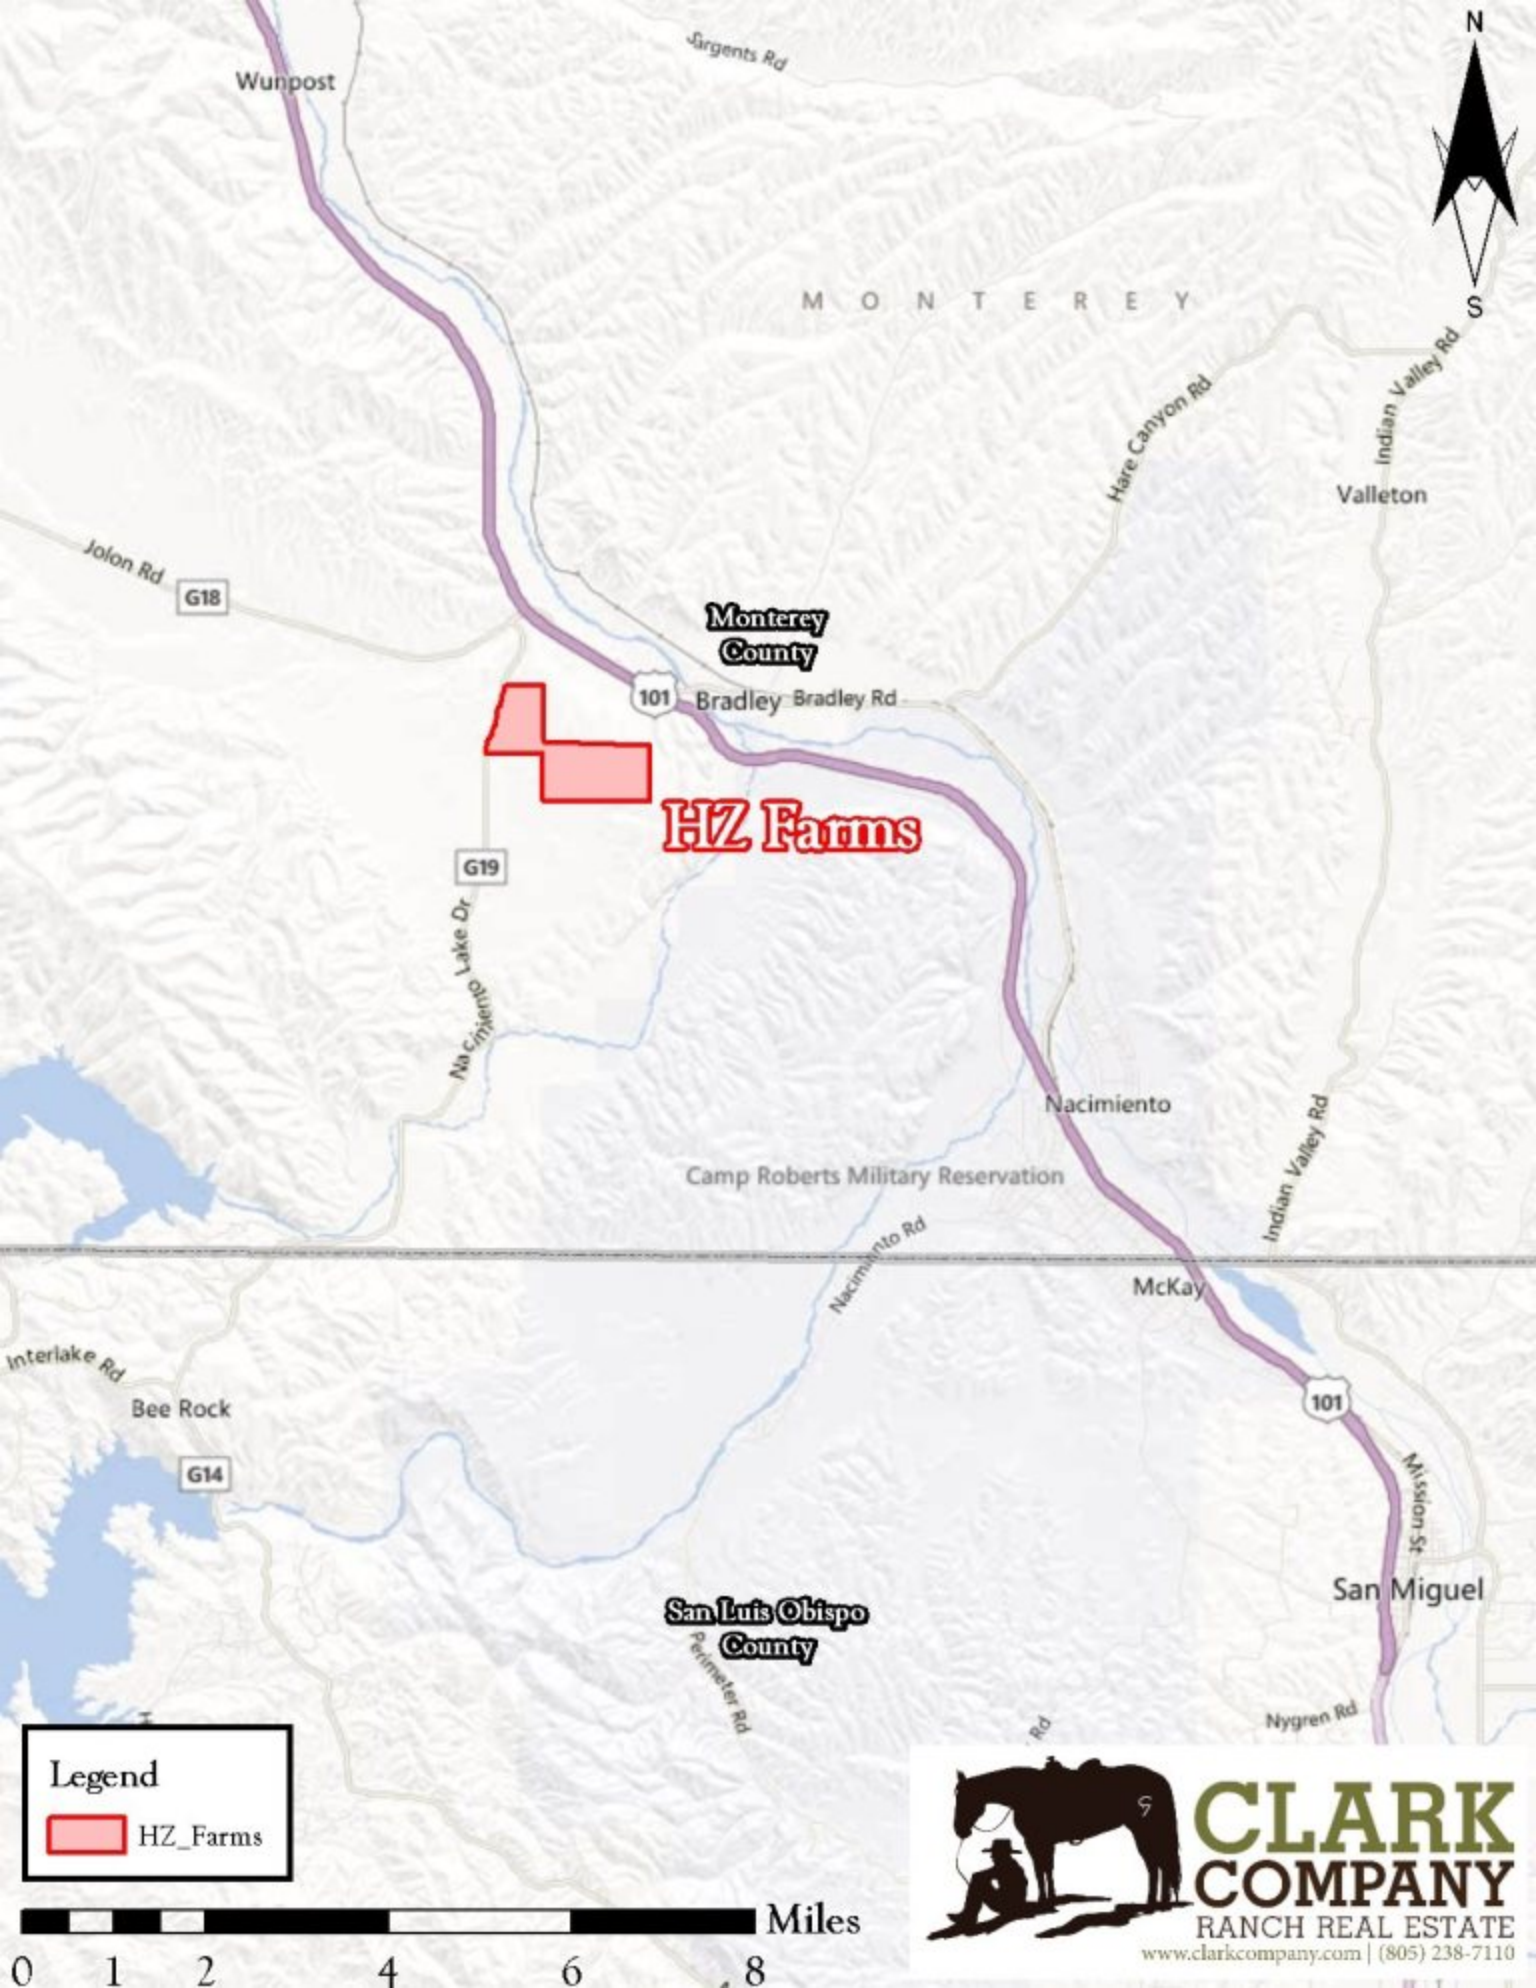 N
Sargents Rd
Wunpost
M O N T E R E Y
S
Indian Valley Rd
Hare Canyon Rd
Valleton
Jolon Rd
G18
Monterey
County
101
Bradley
Bradley Rd
HZ Farms
G19
Nacimiento Lake Dr
Nacimiento
Indian Valley Rd
Camp Roberts Military Reservation
Nacimiento Rd
McKay
Interlake Rd
Bee Rock
101
G14
Mission St
San Miguel
San Luis Obispo
County
Perimeter Rd
Nygren Rd
Rd
H
Legend
HZ_Farms
Miles
0 1 2 4 6 8
CLARK
COMPANY
RANCH REAL ESTATE
www.clarkcompany.com | (805) 238-7110